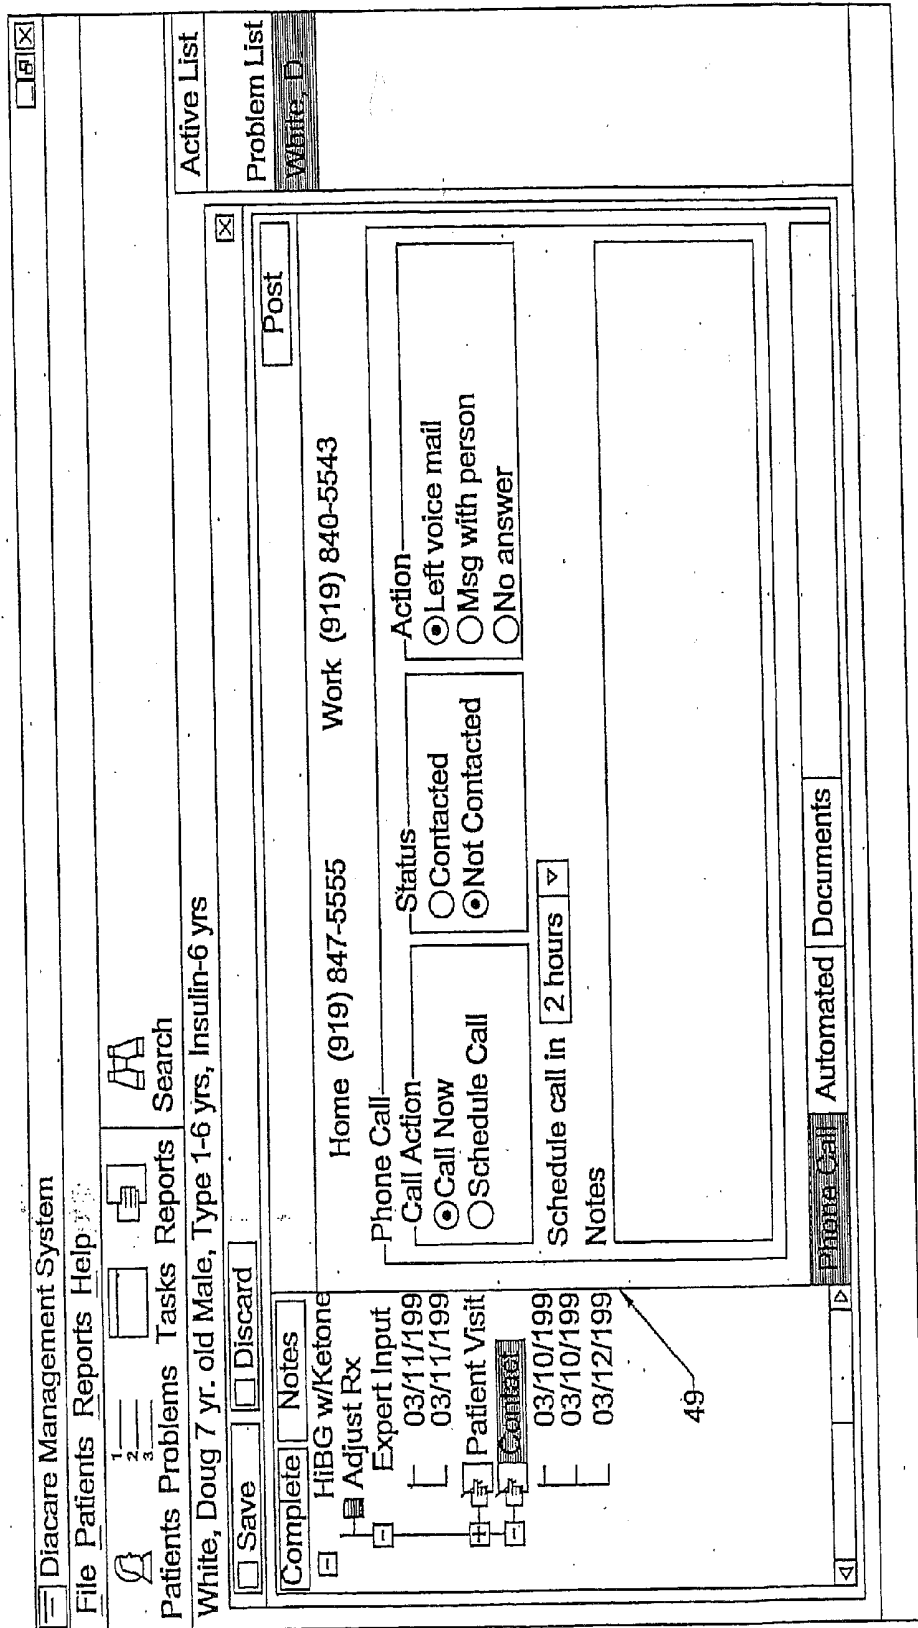 Diacare Management System
File Patients Reports Help
1
2
3
Patients Problems Tasks Reports Search
Active List
White, Doug 7 yr. old Male, Type 1-6 yrs, Insulin-6 yrs
Problem List
White, D.
Save Discard
Complete Notes
Post
HiBG w/Ketone
Adjust Rx
Expert Input
03/11/199
03/11/199
Patient Visit
Contact
03/10/199
03/10/199
03/12/199
49
Home (919) 847-5555 Work (919) 840-5543
Phone Call
Call Action
Call Now
Schedule Call
Status
Contacted
Not Contacted
Action
Left voice mail
Msg with person
No answer
Schedule call in 2 hours
Notes
Phone Call Automated Documents